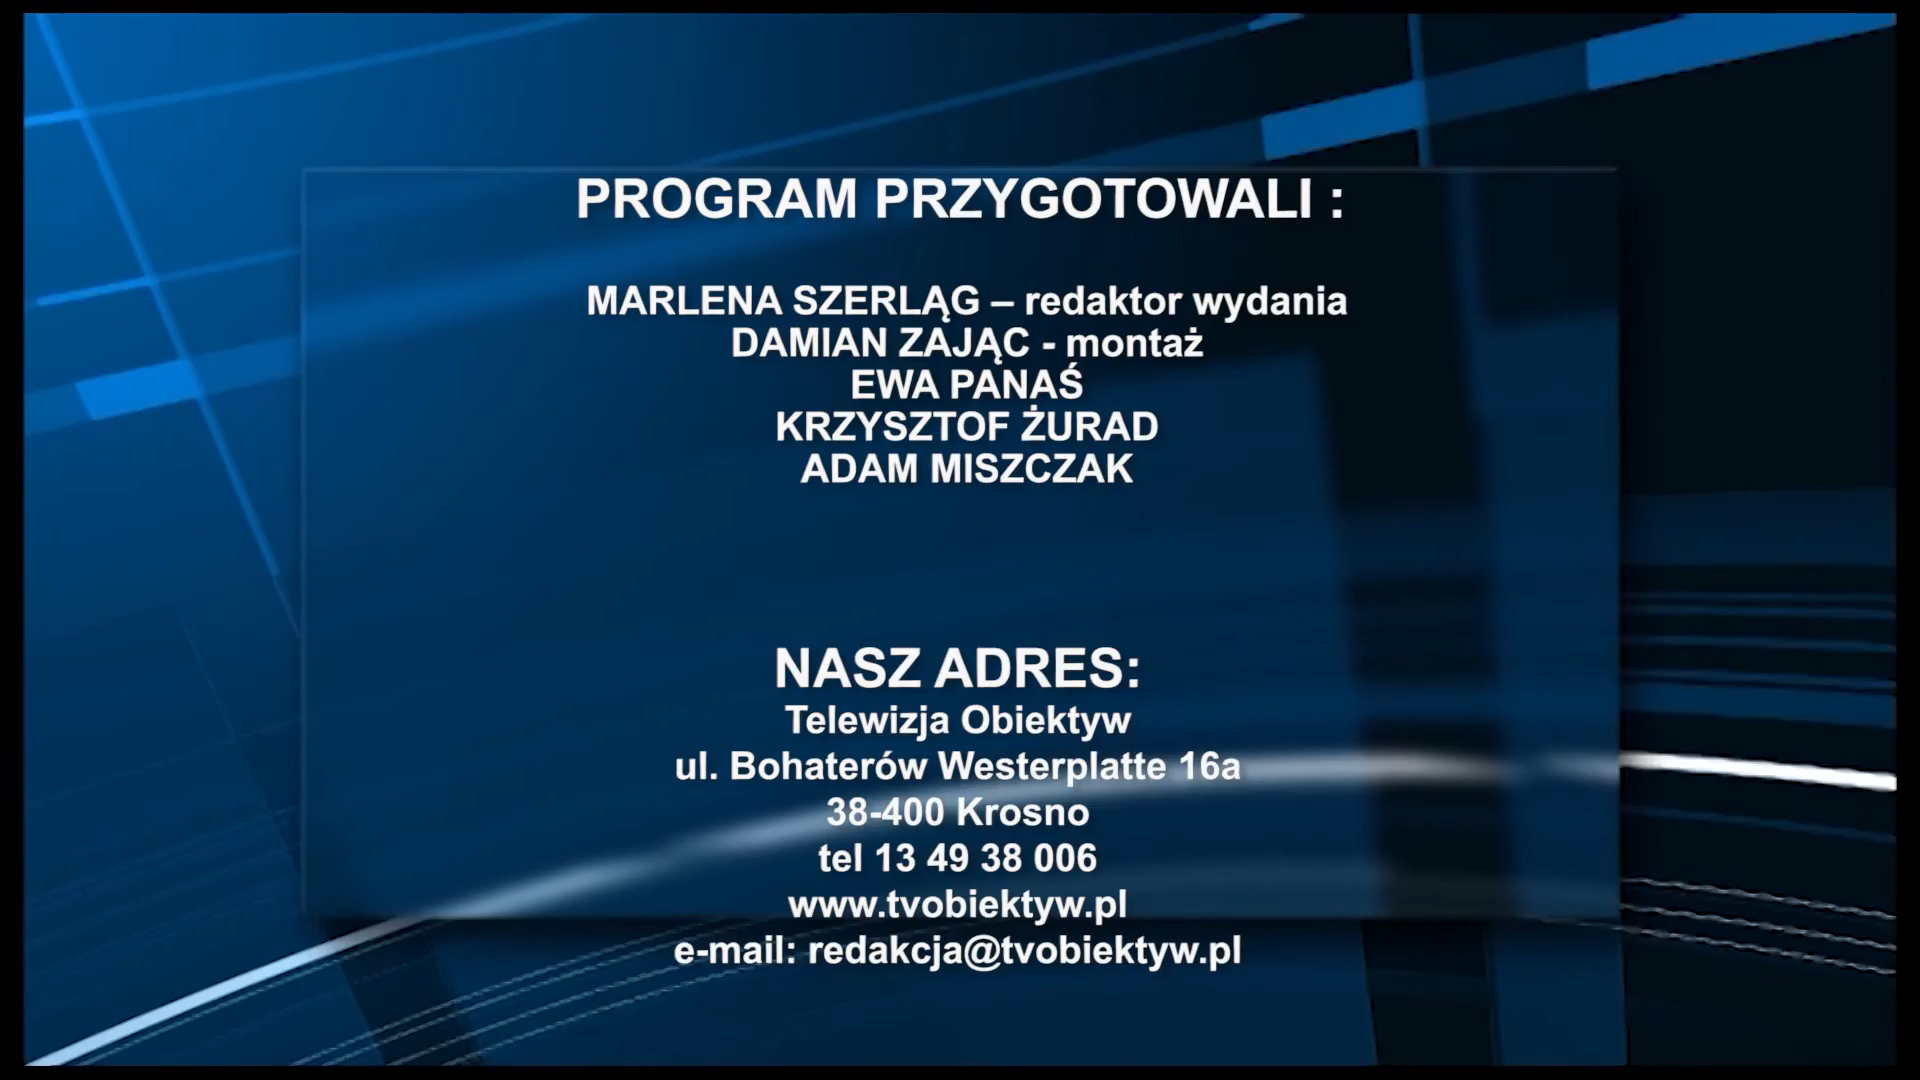 PROGRAM PRZYGOTOWALI :
MARLENA SZERLĄG – redaktor wydania
DAMIAN ZAJĄC - montaż
EWA PANAŚ
KRZYSZTOF ŻURAD
ADAM MISZCZAK
NASZ ADRES:
Telewizja Obiektyw
ul. Bohaterów Westerplatte 16a
38-400 Krosno
tel 13 49 38 006
www.tvobiektyw.pl
e-mail: redakcja@tvobiektyw.pl